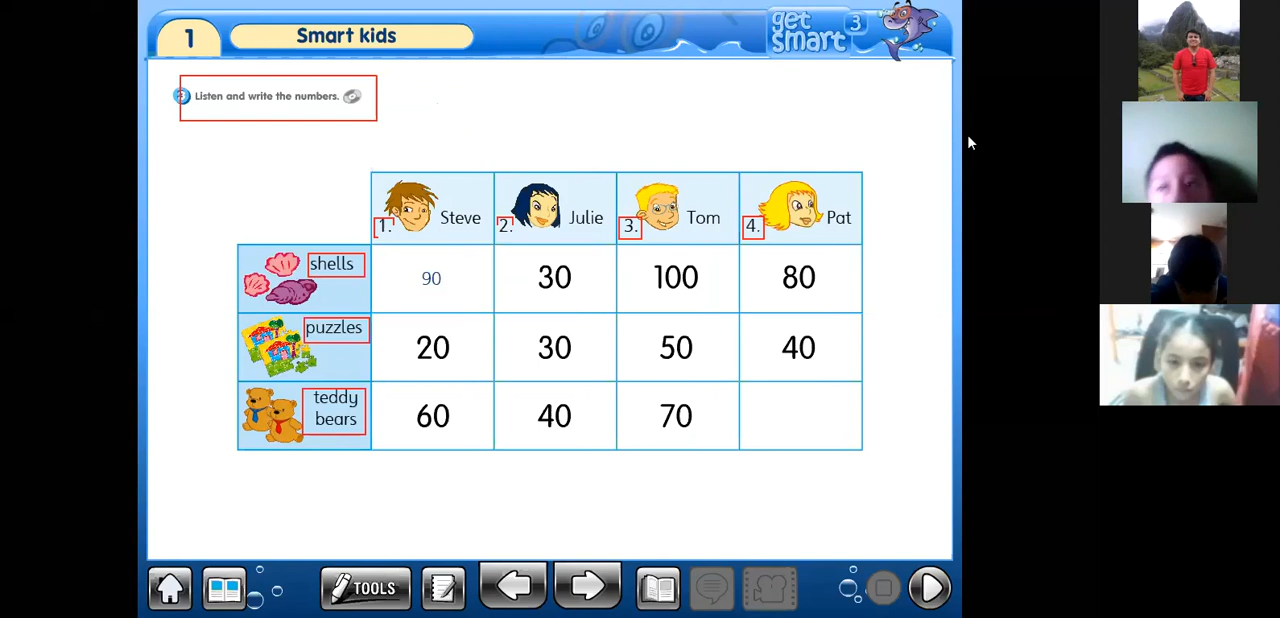 1 Smart kids get smart 3
3 Listen and write the numbers.
1. Steve 2. Julie 3. Tom 4. Pat
shells 90 30 100 80
puzzles 20 30 50 40
teddy bears 60 40 70
TOOLS